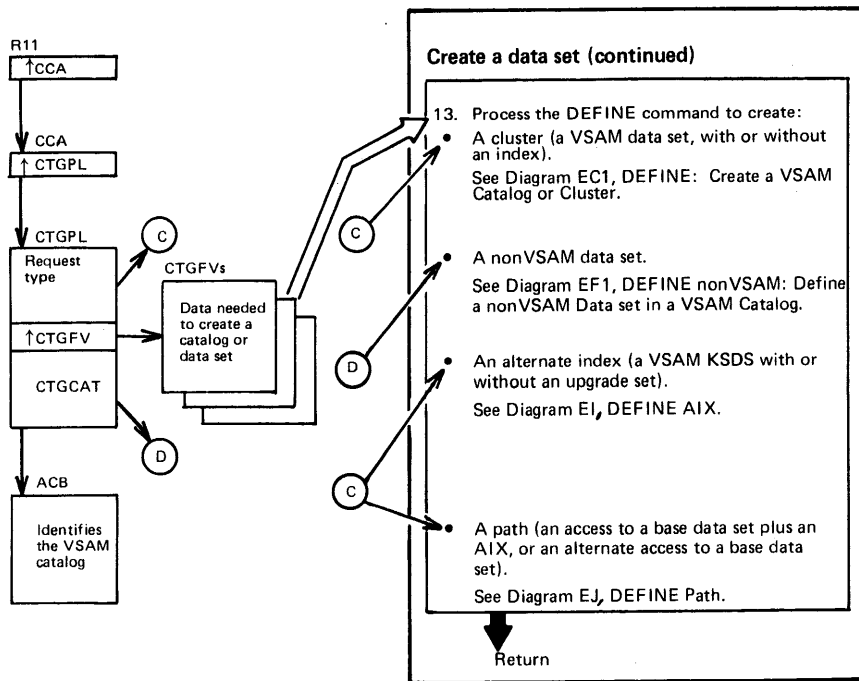 R11
↑CCA
CCA
↑ CTGPL
CTGPL
Request
type
↑CTGFV
CTGCAT
C
D
ACB
Identifies
the VSAM
catalog
CTGFVs
Data needed
to create a
catalog or
data set
Create a data set (continued)
13. Process the DEFINE command to create:
• A cluster (a VSAM data set, with or without
an index).
See Diagram EC1, DEFINE: Create a VSAM
Catalog or Cluster.
C
• A nonVSAM data set.
See Diagram EF1, DEFINE nonVSAM: Define
a nonVSAM Data set in a VSAM Catalog.
D
• An alternate index (a VSAM KSDS with or
without an upgrade set).
See Diagram EI, DEFINE AIX.
C
• A path (an access to a base data set plus an
AIX, or an alternate access to a base data
set).
See Diagram EJ, DEFINE Path.
Return